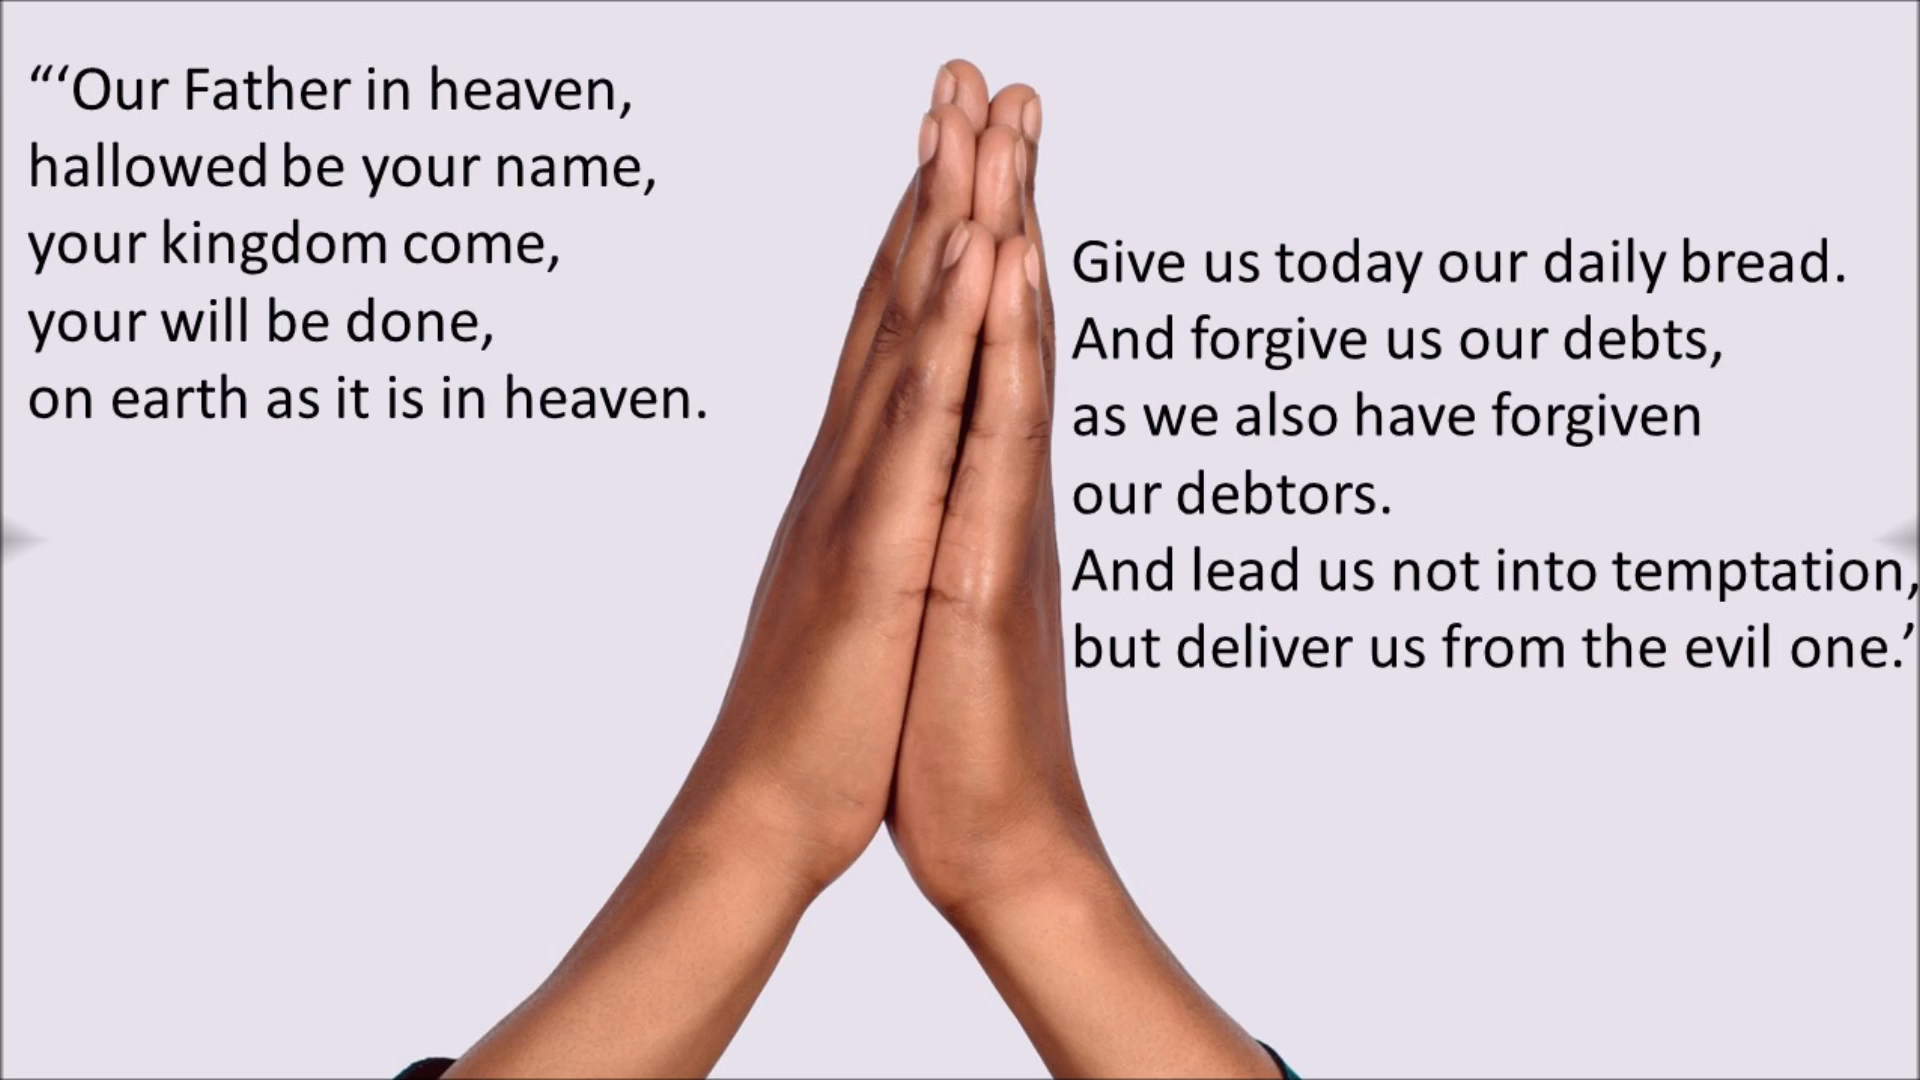 “‘Our Father in heaven,
hallowed be your name,
your kingdom come,
your will be done,
on earth as it is in heaven.
Give us today our daily bread.
And forgive us our debts,
as we also have forgiven
our debtors.
And lead us not into temptation,
but deliver us from the evil one.’